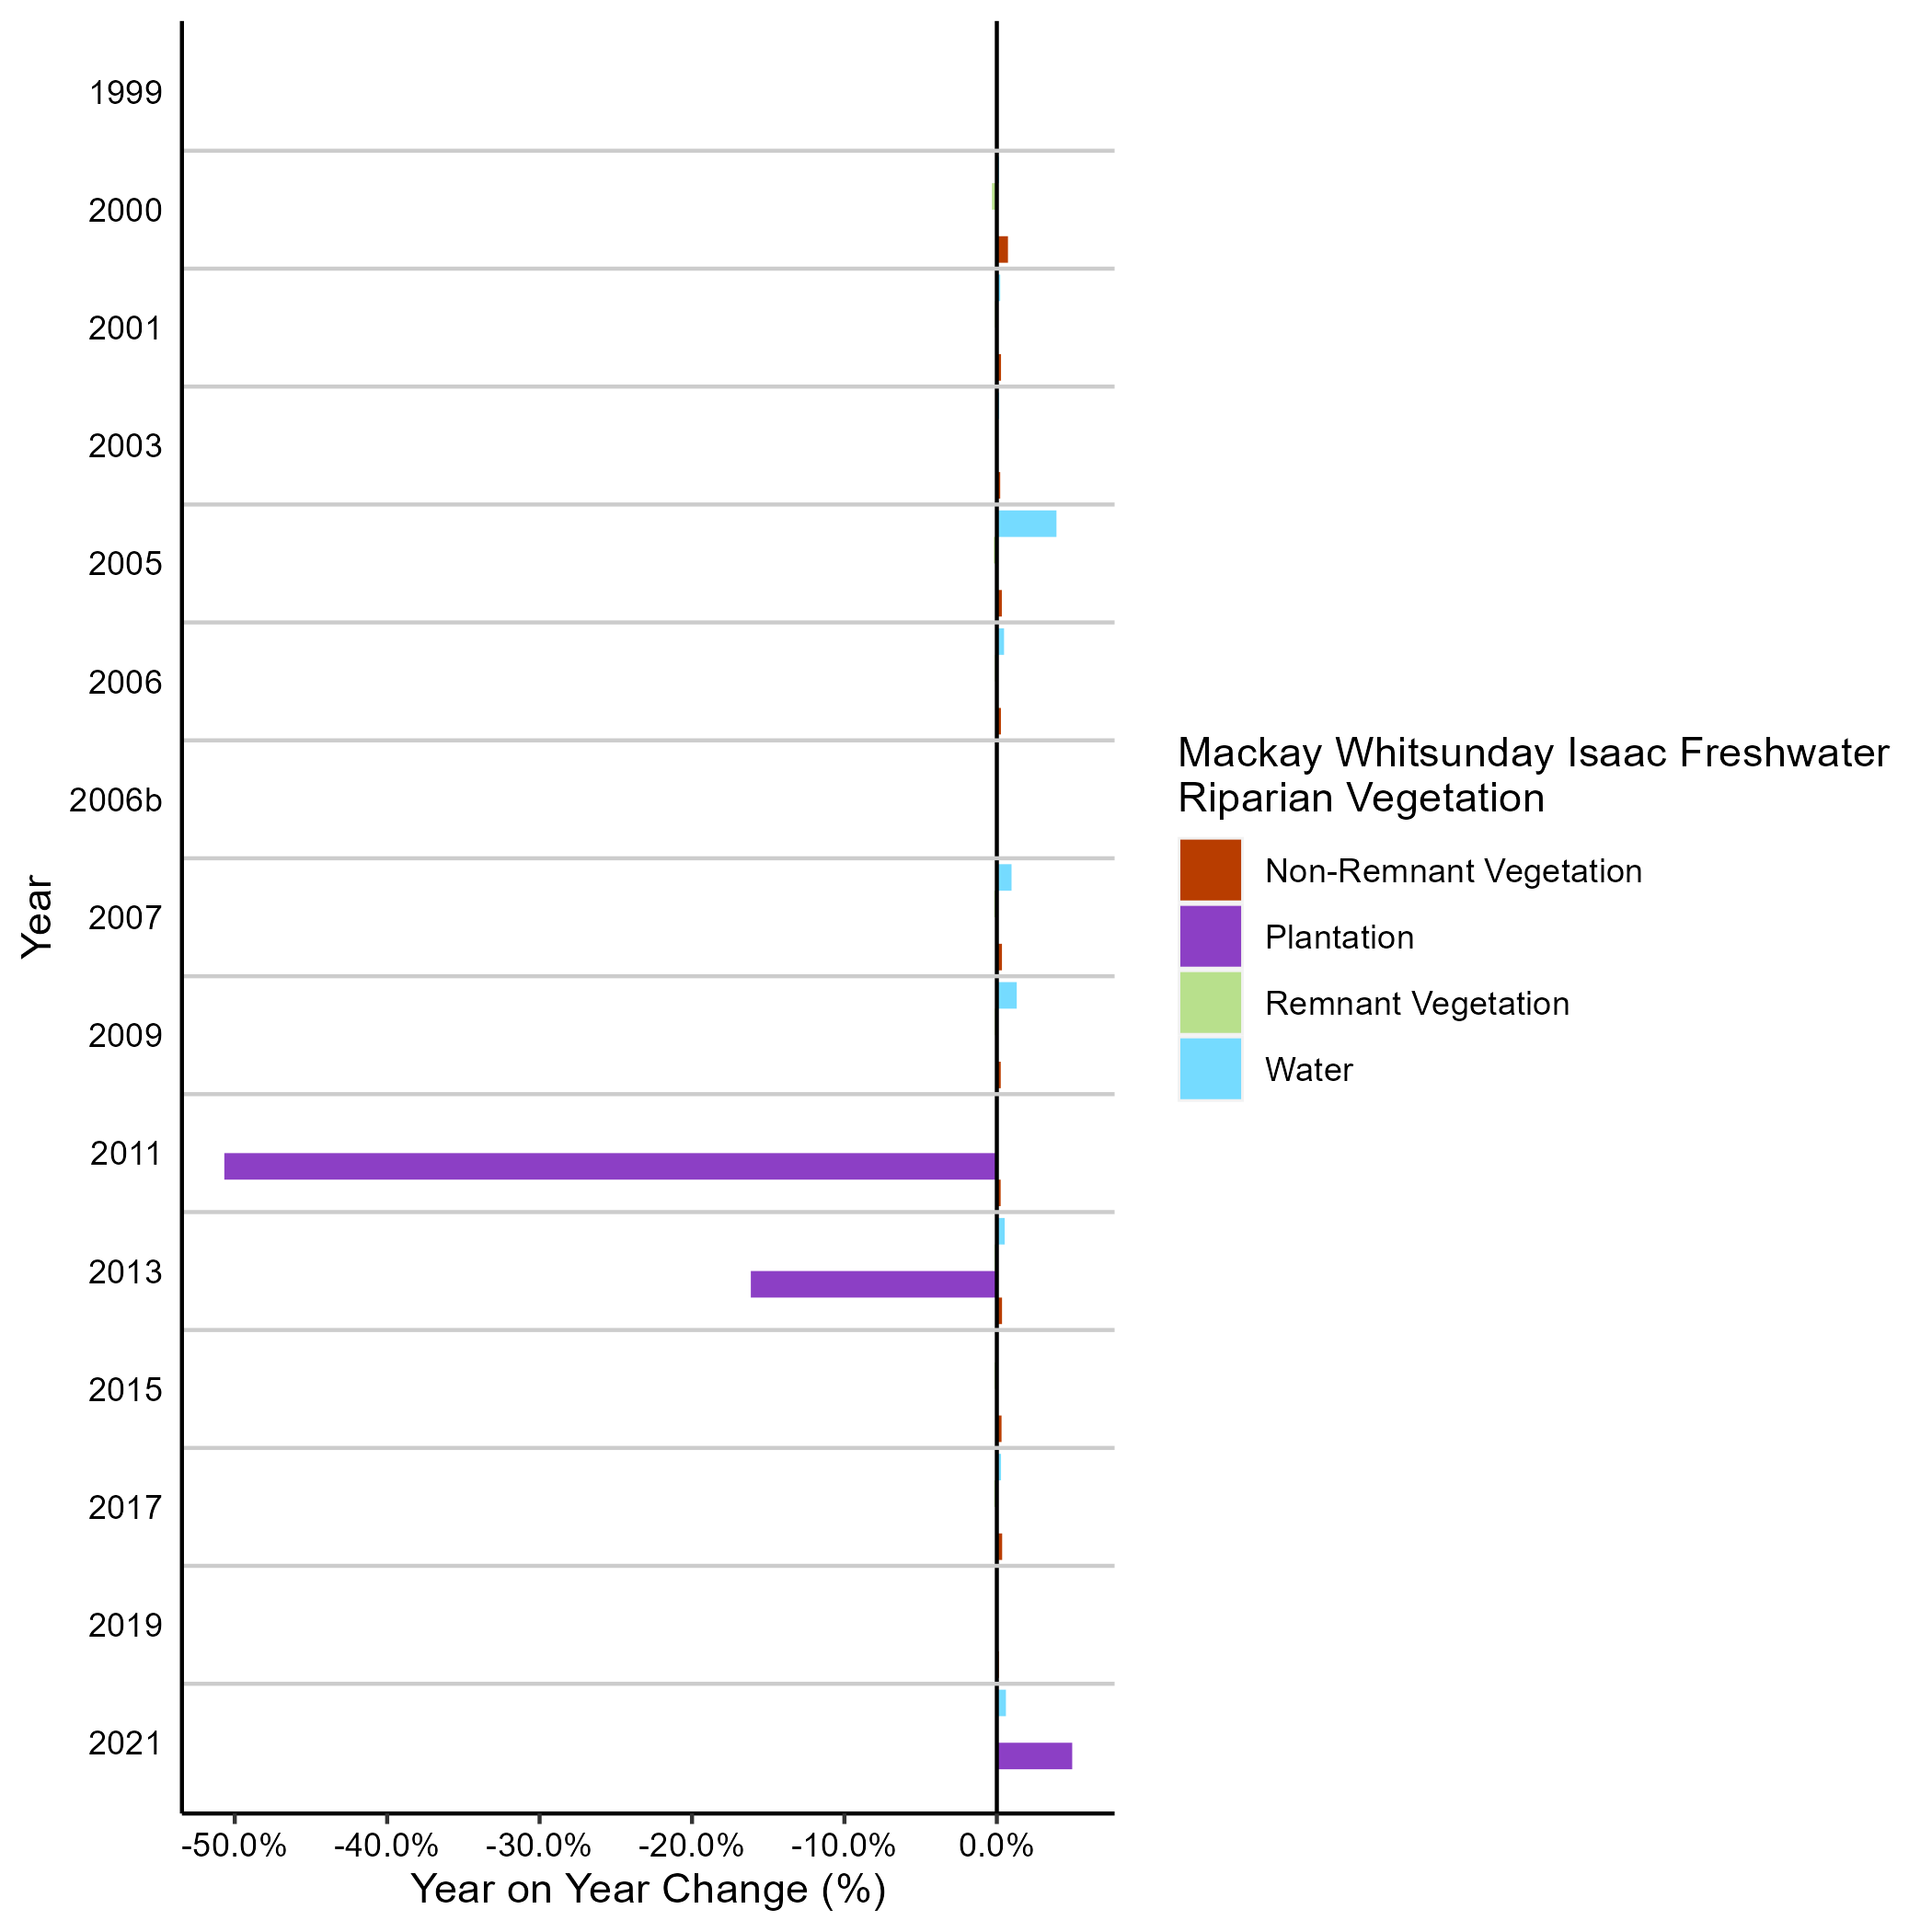 Year
1999
2000
2001
2003
2005
2006
2006b
2007
2009
2011
2013
2015
2017
2019
2021
-50.0% -40.0% -30.0% -20.0% -10.0% 0.0%
Year on Year Change (%)
Mackay Whitsunday Isaac Freshwater
Riparian Vegetation
Non-Remnant Vegetation
Plantation
Remnant Vegetation
Water